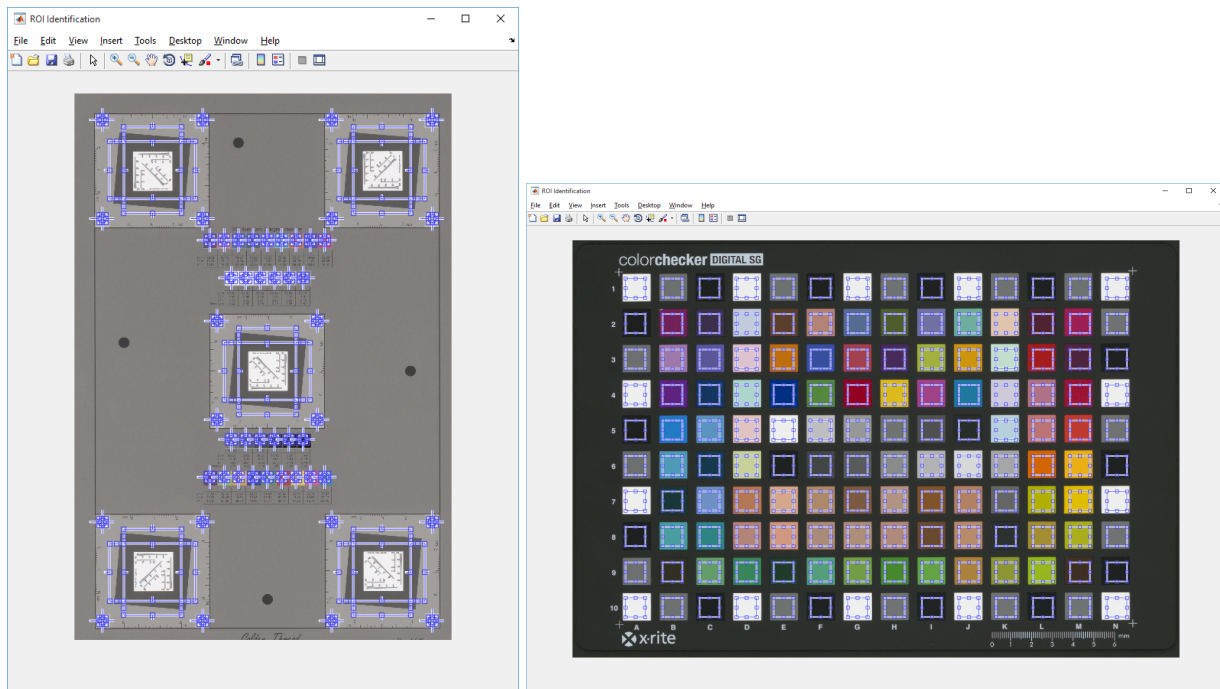 ROI Identification
File Edit View Insert Tools Desktop Window Help
Golden Thread
ROI Identification
File Edit View Insert Tools Desktop Window Help
colorchecker DIGITAL SG
1
2
3
4
5
6
7
8
9
10
A B C D E F G H I J K L M N
x-rite
0 1 2 3 4 5 6 mm